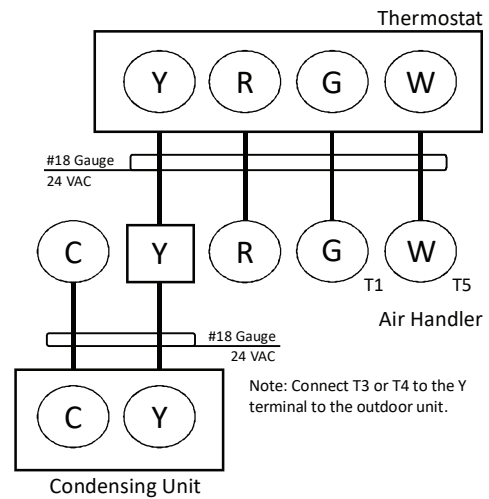 Thermostat
Y R G W
#18 Gauge
24 VAC
C Y R G W
T1 T5
Air Handler
#18 Gauge
24 VAC
Note: Connect T3 or T4 to the Y
terminal to the outdoor unit.
C Y
Condensing Unit